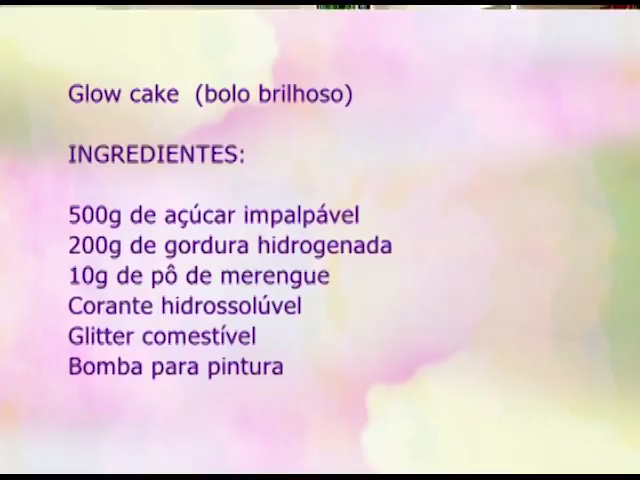 Glow cake (bolo brilhoso)
INGREDIENTES:
500g de açúcar impalpável
200g de gordura hidrogenada
10g de pô de merengue
Corante hidrossolúvel
Glitter comestível
Bomba para pintura